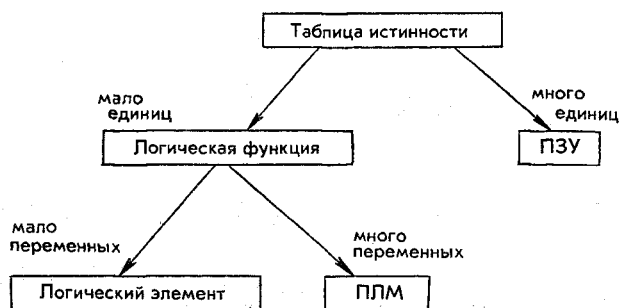 Таблица истинности
мало
единиц
много
единиц
Логическая функция
ПЗУ
мало
переменных
много
переменных
Логический элемент
ПЛМ